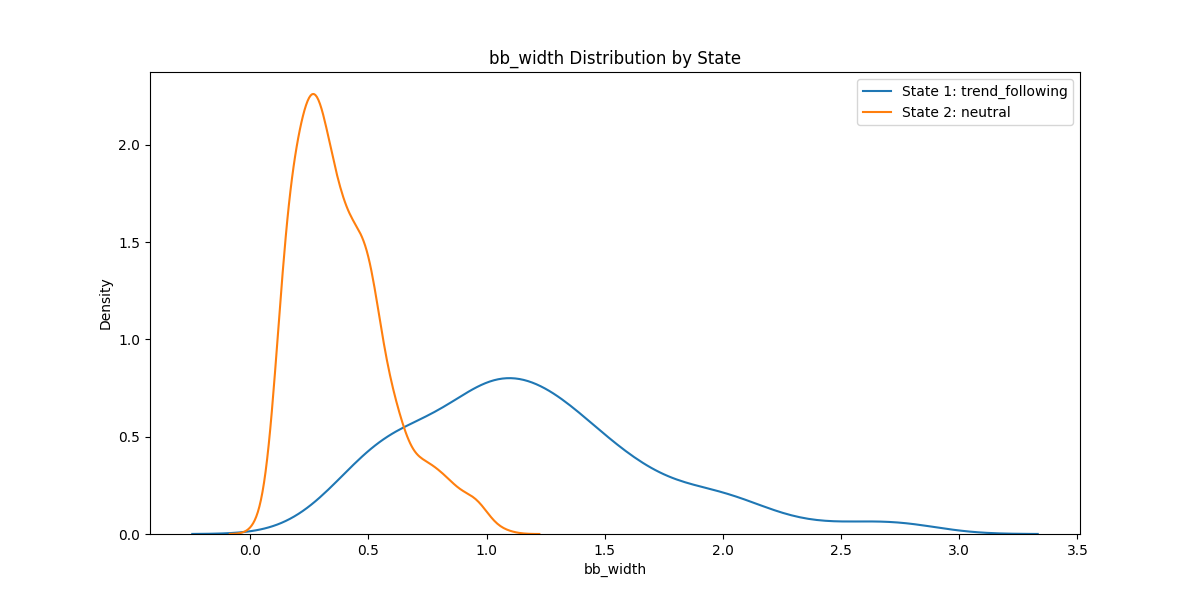 bb_width Distribution by State
State 1: trend_following
State 2: neutral
Density
2.0
1.5
1.0
0.5
0.0
0.0 0.5 1.0 1.5 2.0 2.5 3.0 3.5
bb_width